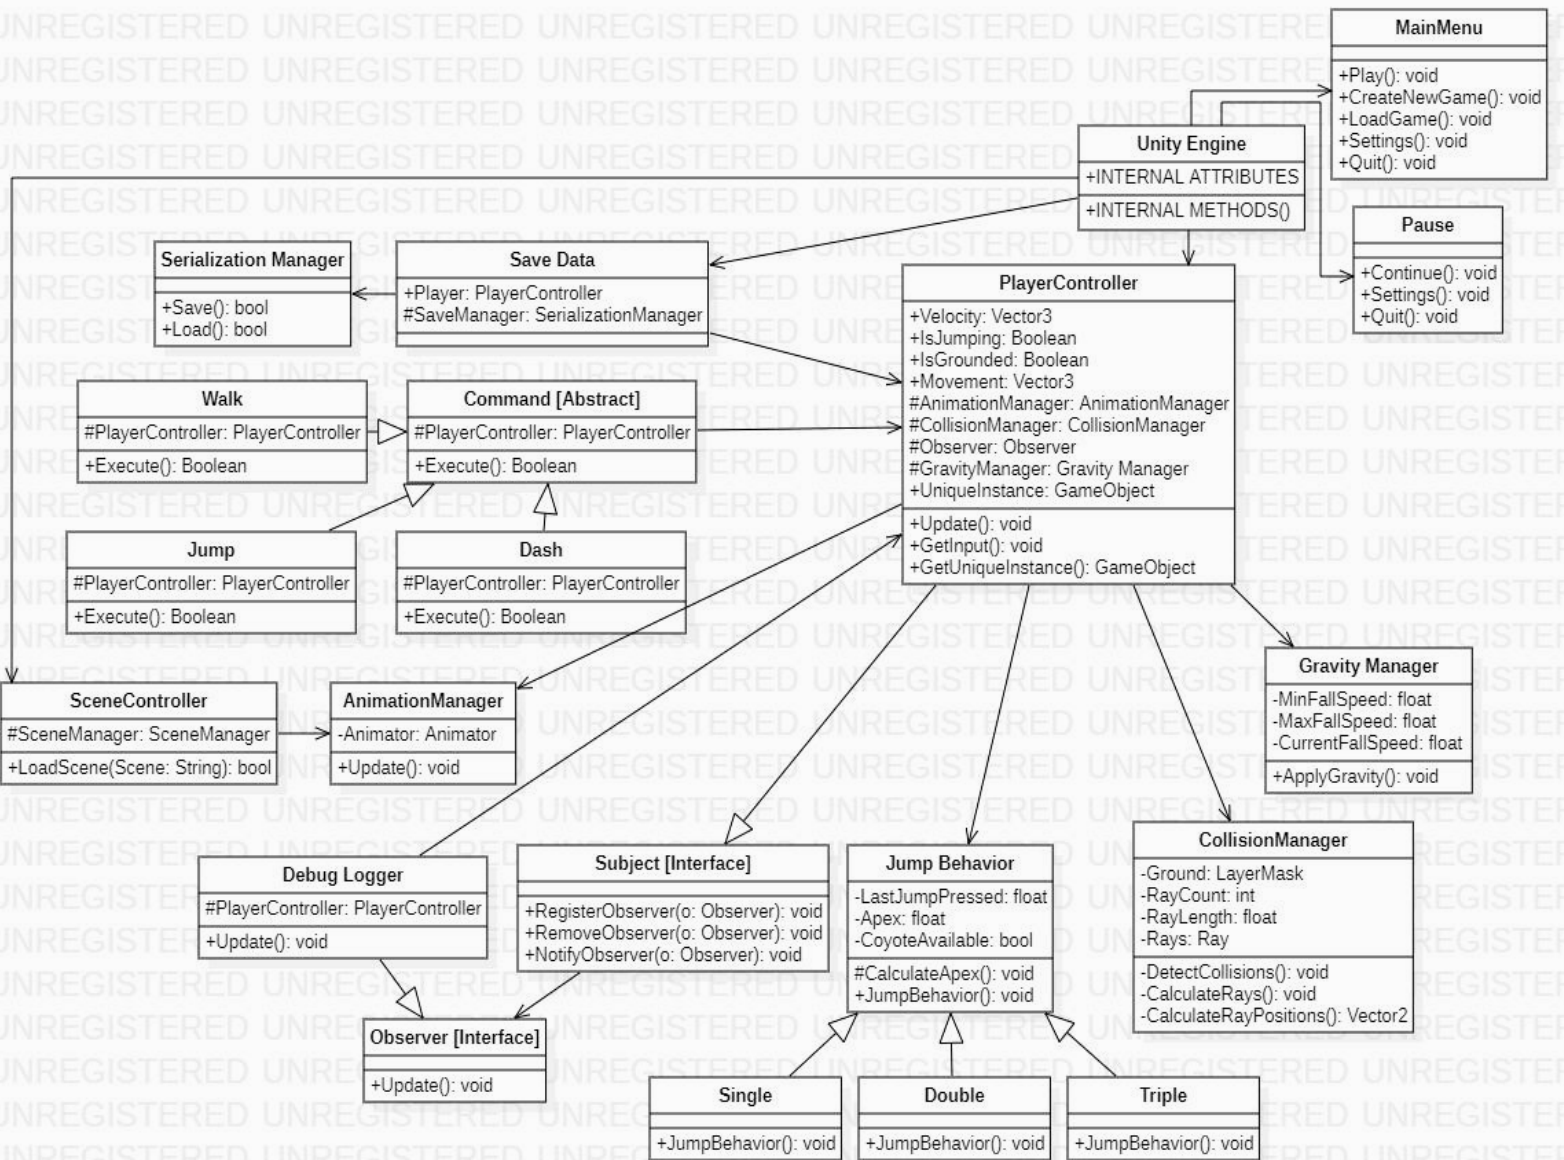 MainMenu
+Play(): void
+CreateNewGame(): void
+LoadGame(): void
+Settings(): void
+Quit(): void
Unity Engine
+INTERNAL ATTRIBUTES
+INTERNAL METHODS()
Pause
+Continue(): void
+Settings(): void
+Quit(): void
Serialization Manager
+Save(): bool
+Load(): bool
Save Data
+Player: PlayerController
#SaveManager: SerializationManager
PlayerController
+Velocity: Vector3
+IsJumping: Boolean
+IsGrounded: Boolean
+Movement: Vector3
#AnimationManager: AnimationManager
#CollisionManager: CollisionManager
#Observer: Observer
#GravityManager: Gravity Manager
+UniqueInstance: GameObject
+Update(): void
+GetInput(): void
+GetUniqueInstance(): GameObject
Walk
#PlayerController: PlayerController
+Execute(): Boolean
Command [Abstract]
#PlayerController: PlayerController
+Execute(): Boolean
Jump
#PlayerController: PlayerController
+Execute(): Boolean
Dash
#PlayerController: PlayerController
+Execute(): Boolean
SceneController
#SceneManager: SceneManager
+LoadScene(Scene: String): bool
AnimationManager
-Animator: Animator
+Update(): void
Gravity Manager
-MinFallSpeed: float
-MaxFallSpeed: float
-CurrentFallSpeed: float
+ApplyGravity(): void
Debug Logger
#PlayerController: PlayerController
+Update(): void
Subject [Interface]
+RegisterObserver(o: Observer): void
+RemoveObserver(o: Observer): void
+NotifyObserver(o: Observer): void
Jump Behavior
-LastJumpPressed: float
-Apex: float
-CoyoteAvailable: bool
#CalculateApex(): void
+JumpBehavior(): void
CollisionManager
-Ground: LayerMask
-RayCount: int
-RayLength: float
-Rays: Ray
-DetectCollisions(): void
-CalculateRays(): void
-CalculateRayPositions(): Vector2
Observer [Interface]
+Update(): void
Single
+JumpBehavior(): void
Double
+JumpBehavior(): void
Triple
+JumpBehavior(): void
UNREGISTERED